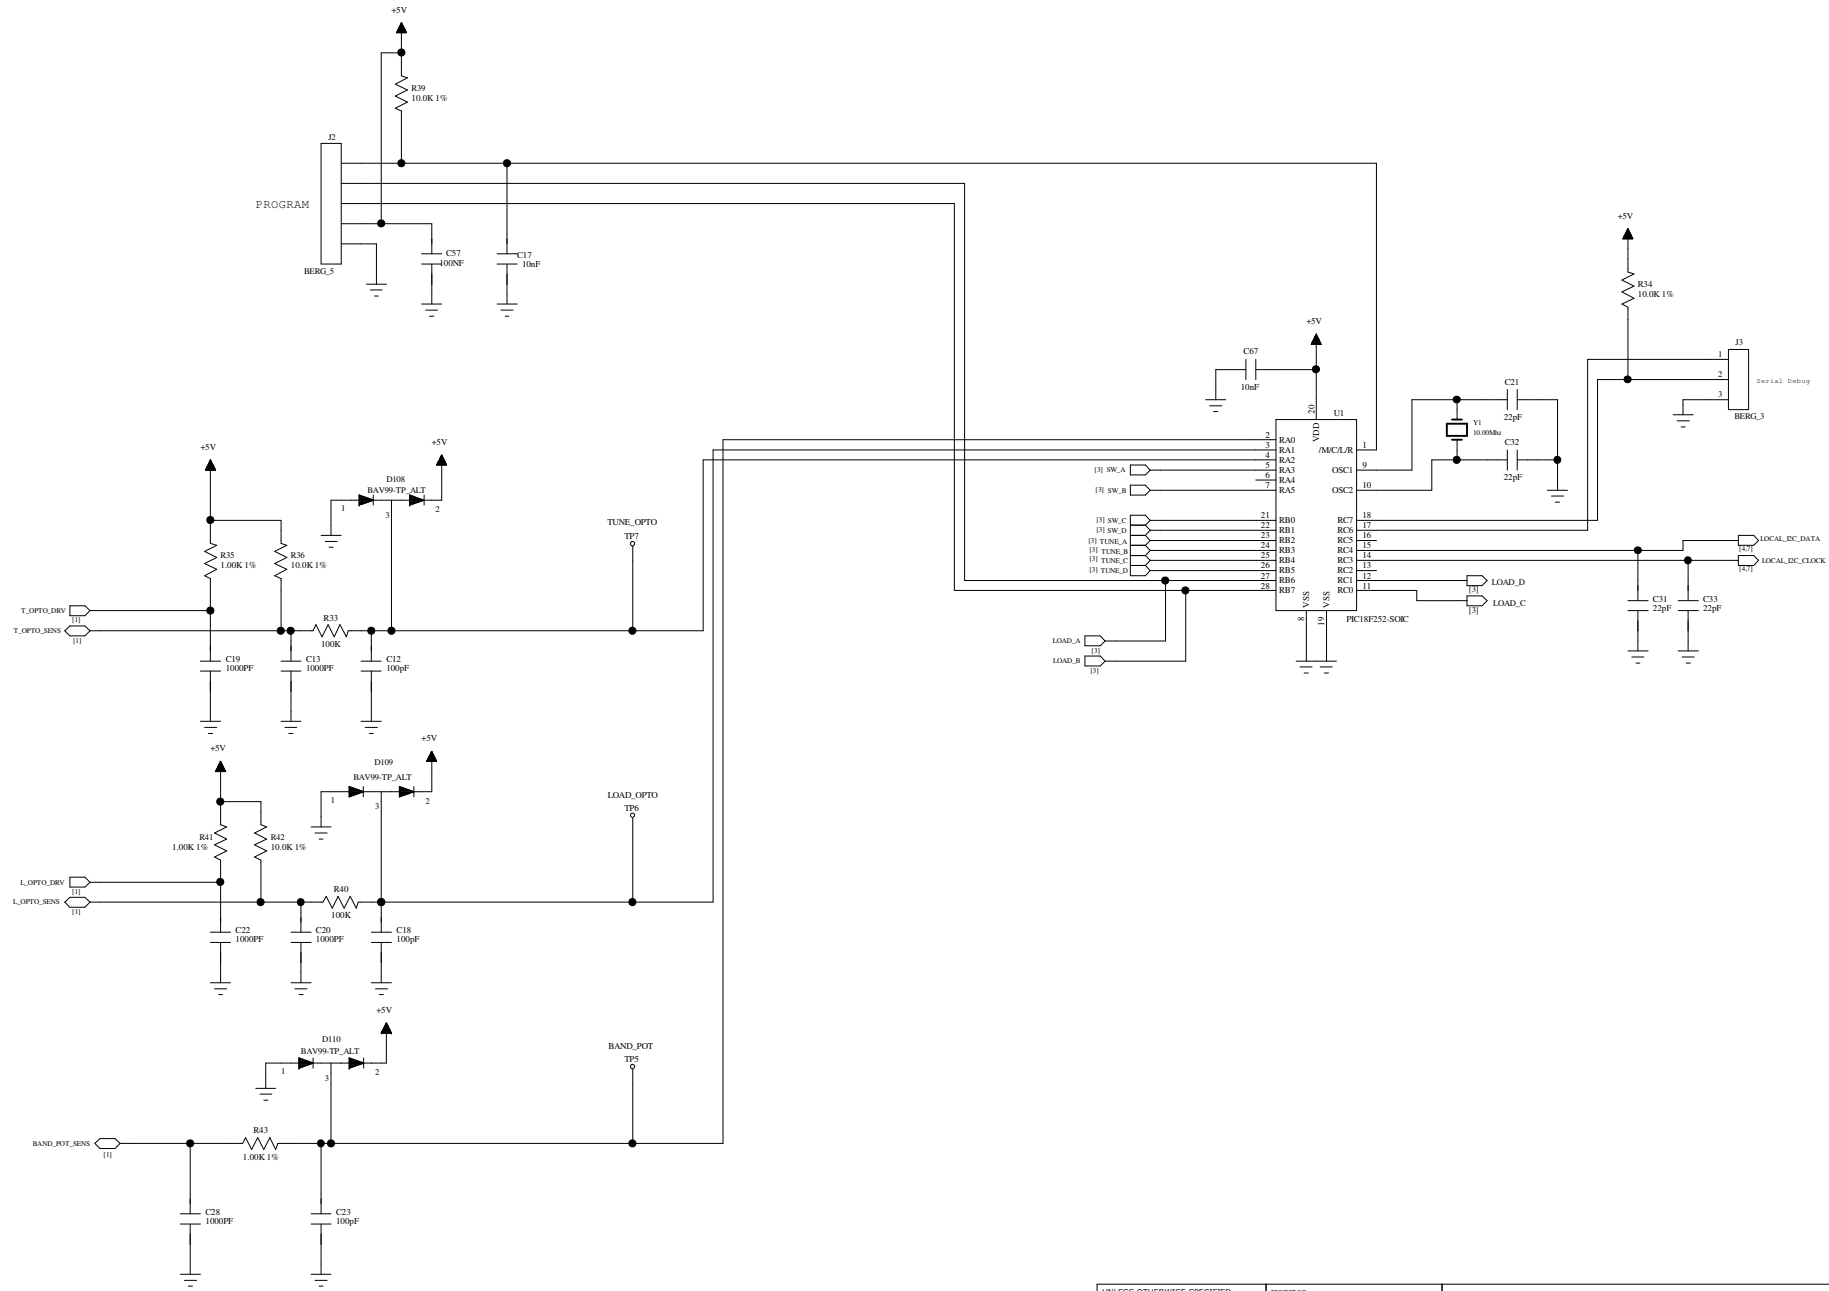 +5V
R39
10.0K 1%
J2
PROGRAM
BERG_5
C57
100NF
C17
10nF
+5V
R34
10.0K 1%
J3
1
2
3
Serial Debug
BERG_3
+5V
C67
10nF
20
VDD
U1
C21
22pF
Y1
10.00Mhz
C32
22pF
2 RA0
3 RA1
4 RA2
5 RA3
6 RA4
7 RA5
21 RB0
22 RB1
23 RB2
24 RB3
25 RB4
26 RB5
27 RB6
28 RB7
/M/C/L/R 1
OSC1 9
OSC2 10
RC7 18
RC6 17
RC5 16
RC4 15
RC3 14
RC2 13
RC1 12
RC0 11
VSS
VSS
8
19
PIC18F252-SOIC
[3] SW_A
[3] SW_B
[3] SW_C
[3] SW_D
[3] TUNE_A
[3] TUNE_B
[3] TUNE_C
[3] TUNE_D
LOAD_A
[3]
LOAD_B
[3]
LOAD_D
[3]
LOAD_C
[3]
LOCAL_I2C_DATA
[4,7]
LOCAL_I2C_CLOCK
[4,7]
C31
22pF
C33
22pF
+5V
R35
1.00K 1%
R36
10.0K 1%
+5V
D108
BAV99-TP_ALT
1
3
2
TUNE_OPTO
TP7
T_OPTO_DRV
[1]
T_OPTO_SENS
[1]
R33
100K
C19
1000PF
C13
1000PF
C12
100pF
+5V
R41
1.00K 1%
R42
10.0K 1%
+5V
D109
BAV99-TP_ALT
1
3
2
LOAD_OPTO
TP6
L_OPTO_DRV
[1]
L_OPTO_SENS
[1]
R40
100K
C22
1000PF
C20
1000PF
C18
100pF
+5V
D110
BAV99-TP_ALT
1
3
2
BAND_POT
TP5
BAND_POT_SENS
[1]
R43
1.00K 1%
C28
1000PF
C23
100pF
UNLESS OTHERWISE SPECIFIED